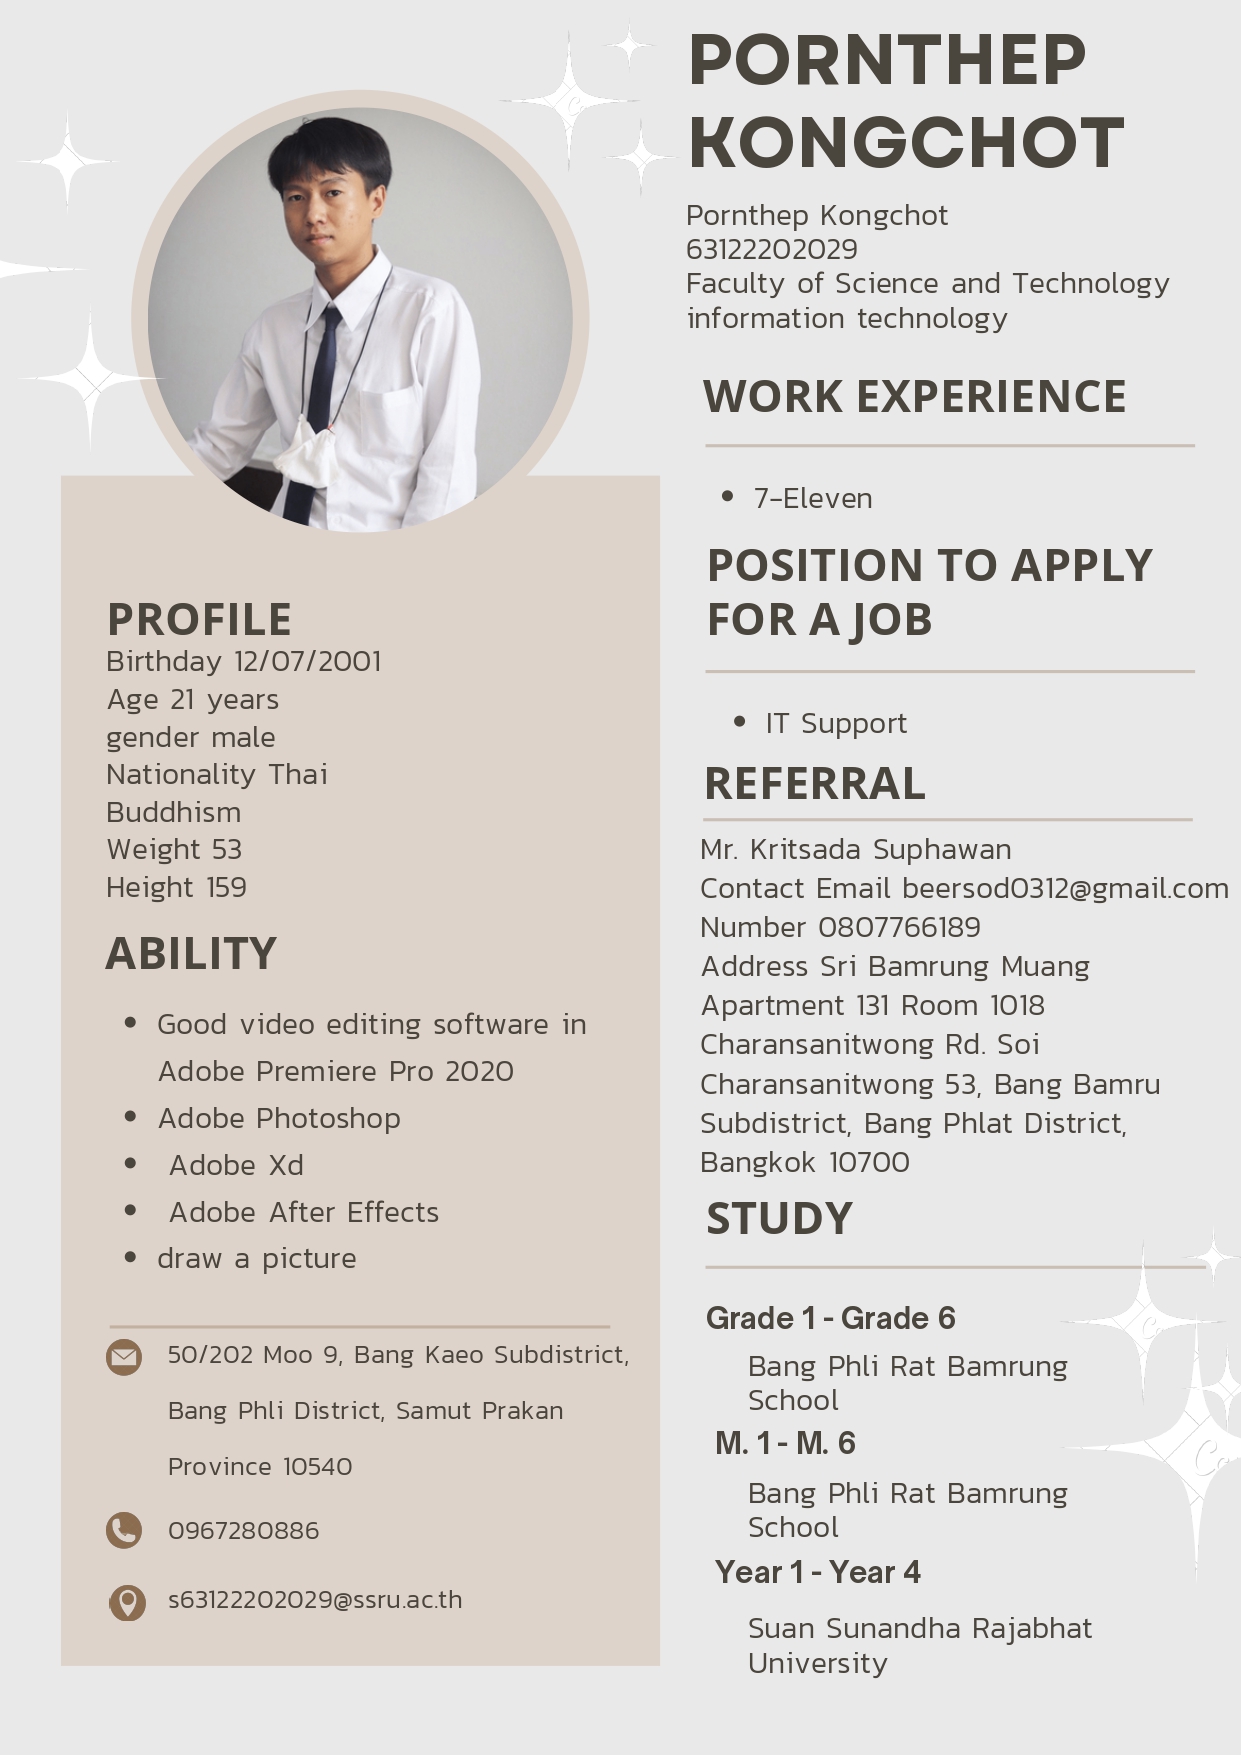 PORNTHEP
KONGCHOT
Pornthep Kongchot
63122202029
Faculty of Science and Technology
information technology
WORK EXPERIENCE
• 7-Eleven
POSITION TO APPLY
FOR A JOB
• IT Support
REFERRAL
Mr. Kritsada Suphawan
Contact Email beersod0312@gmail.com
Number 0807766189
Address Sri Bamrung Muang
Apartment 131 Room 1018
Charansanitwong Rd. Soi
Charansanitwong 53, Bang Bamru
Subdistrict, Bang Phlat District,
Bangkok 10700
STUDY
Grade 1 - Grade 6
Bang Phli Rat Bamrung
School
M. 1 - M. 6
Bang Phli Rat Bamrung
School
Year 1 - Year 4
Suan Sunandha Rajabhat
University
PROFILE
Birthday 12/07/2001
Age 21 years
gender male
Nationality Thai
Buddhism
Weight 53
Height 159
ABILITY
• Good video editing software in
Adobe Premiere Pro 2020
• Adobe Photoshop
• Adobe Xd
• Adobe After Effects
• draw a picture
50/202 Moo 9, Bang Kaeo Subdistrict,
Bang Phli District, Samut Prakan
Province 10540
0967280886
s63122202029@ssru.ac.th